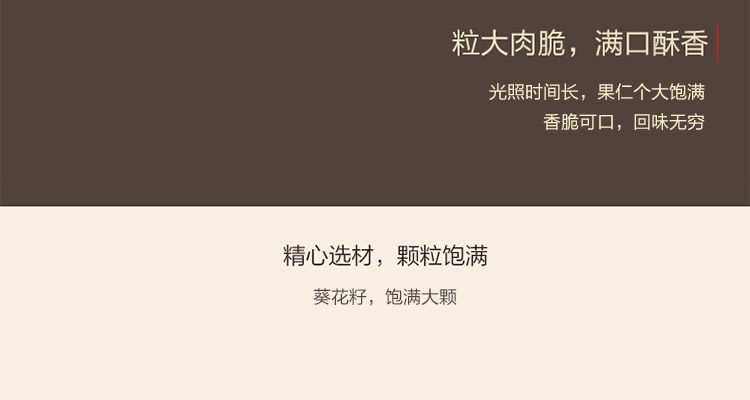 粒大肉脆，满口酥香
光照时间长，果仁个大饱满
香脆可口，回味无穷
精心选材，颗粒饱满
葵花籽，饱满大颗